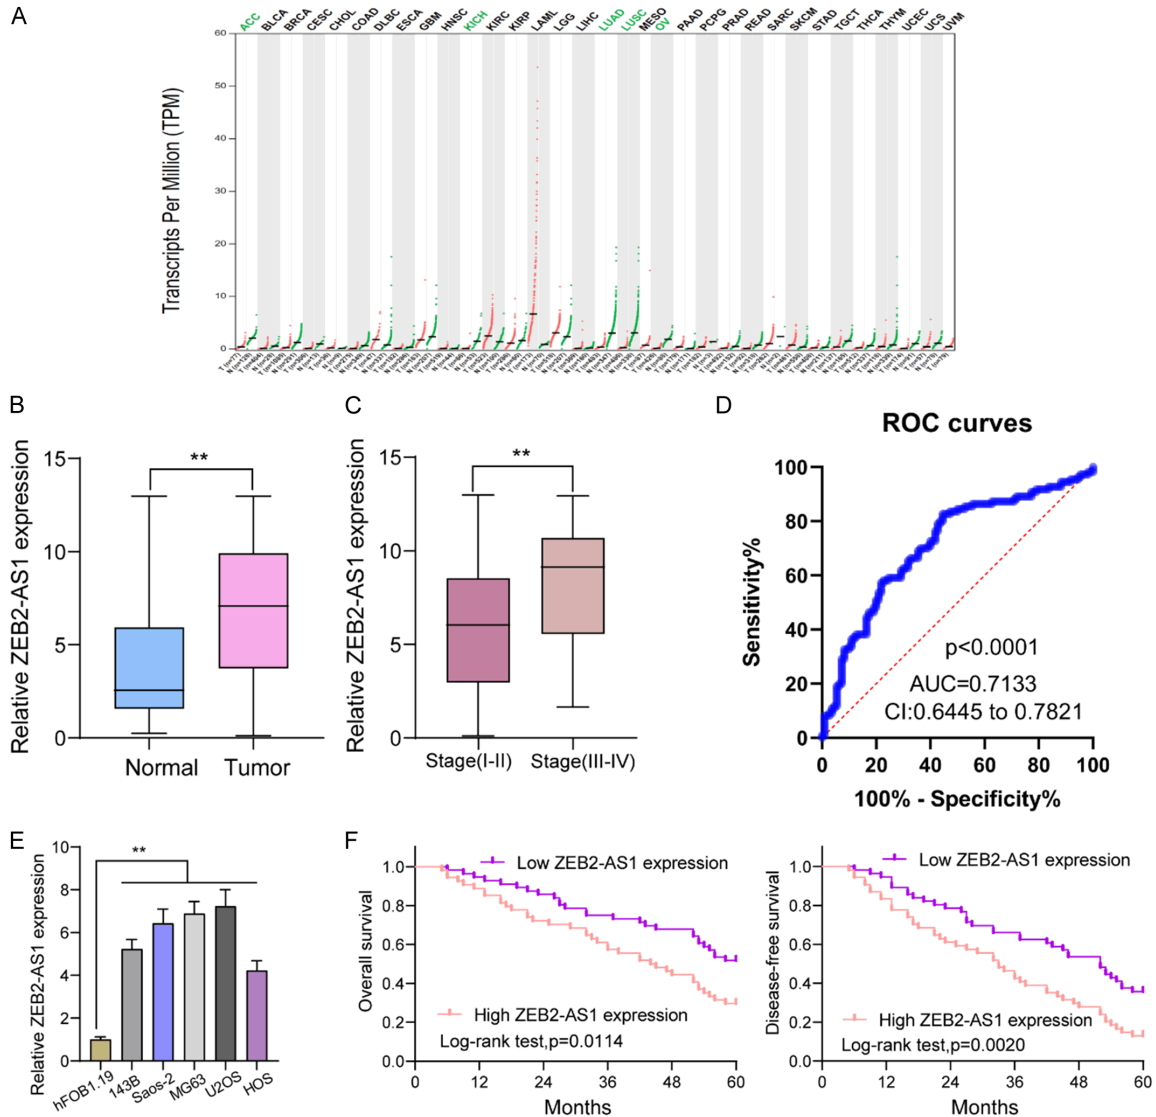 A
ACC BLCA BRCA CESC CHOL COAD DLBC ESCA GBM HNSC KICH KIRC KIRP LAML LGG LIHC LUAD LUSC MESO OV PAAD PCPG PRAD READ SARC SKCM STAD TGCT THCA THYM UCEC UCS UVM
Transcripts Per Million (TPM)
60
50
40
30
20
10
0
B
Relative ZEB2-AS1 expression
15
10
5
0
**
Normal Tumor
C
Relative ZEB2-AS1 expression
15
10
5
0
**
Stage(I-II) Stage(III-IV)
D
ROC curves
Sensitivity%
100
80
60
40
20
0
p<0.0001
AUC=0.7133
CI:0.6445 to 0.7821
0 20 40 60 80 100
100% - Specificity%
E
Relative ZEB2-AS1 expression
10
8
6
4
2
0
**
hFOB1.19 143B Saos-2 MG63 U2OS HOS
F
Overall survival
1.0
0.8
0.6
0.4
0.2
0.0
Low ZEB2-AS1 expression
High ZEB2-AS1 expression
Log-rank test,p=0.0114
0 12 24 36 48 60
Months
Disease-free survival
1.0
0.8
0.6
0.4
0.2
0.0
Low ZEB2-AS1 expression
High ZEB2-AS1 expression
Log-rank test,p=0.0020
0 12 24 36 48 60
Months